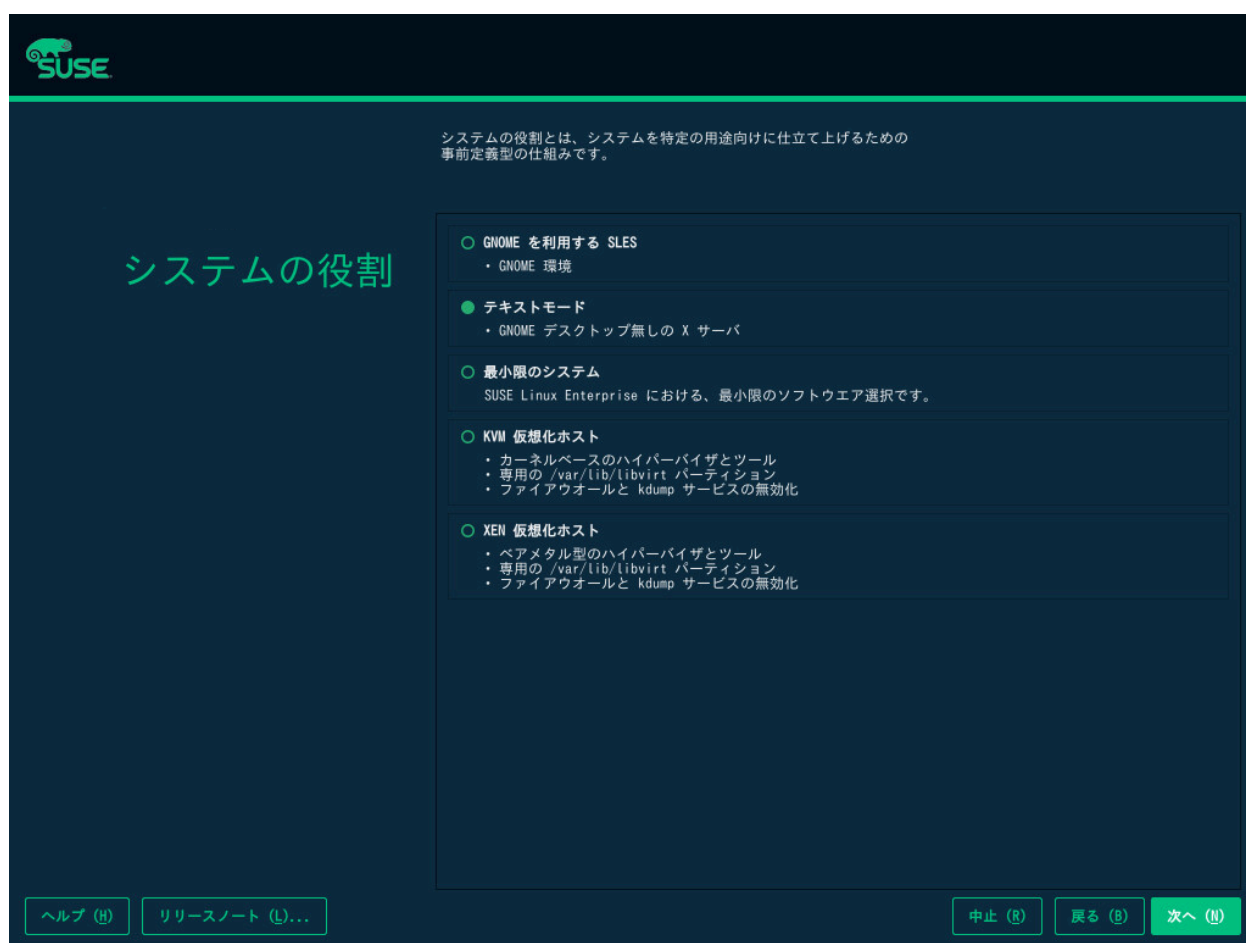 SUSE
システムの役割とは、システムを特定の用途向けに仕立て上げるための
事前定義型の仕組みです。
システムの役割
GNOME を利用する SLES
・ GNOME 環境
テキストモード
・ GNOME デスクトップ無しの X サーバ
最小限のシステム
SUSE Linux Enterprise における、最小限のソフトウエア選択です。
KVM 仮想化ホスト
・ カーネルベースのハイパーバイザとツール
・ 専用の /var/lib/libvirt パーティション
・ ファイアウオールと kdump サービスの無効化
XEN 仮想化ホスト
・ ベアメタル型のハイパーバイザとツール
・ 専用の /var/lib/libvirt パーティション
・ ファイアウオールと kdump サービスの無効化
ヘルプ (H) リリースノート (L)... 中止 (R) 戻る (B) 次へ (N)